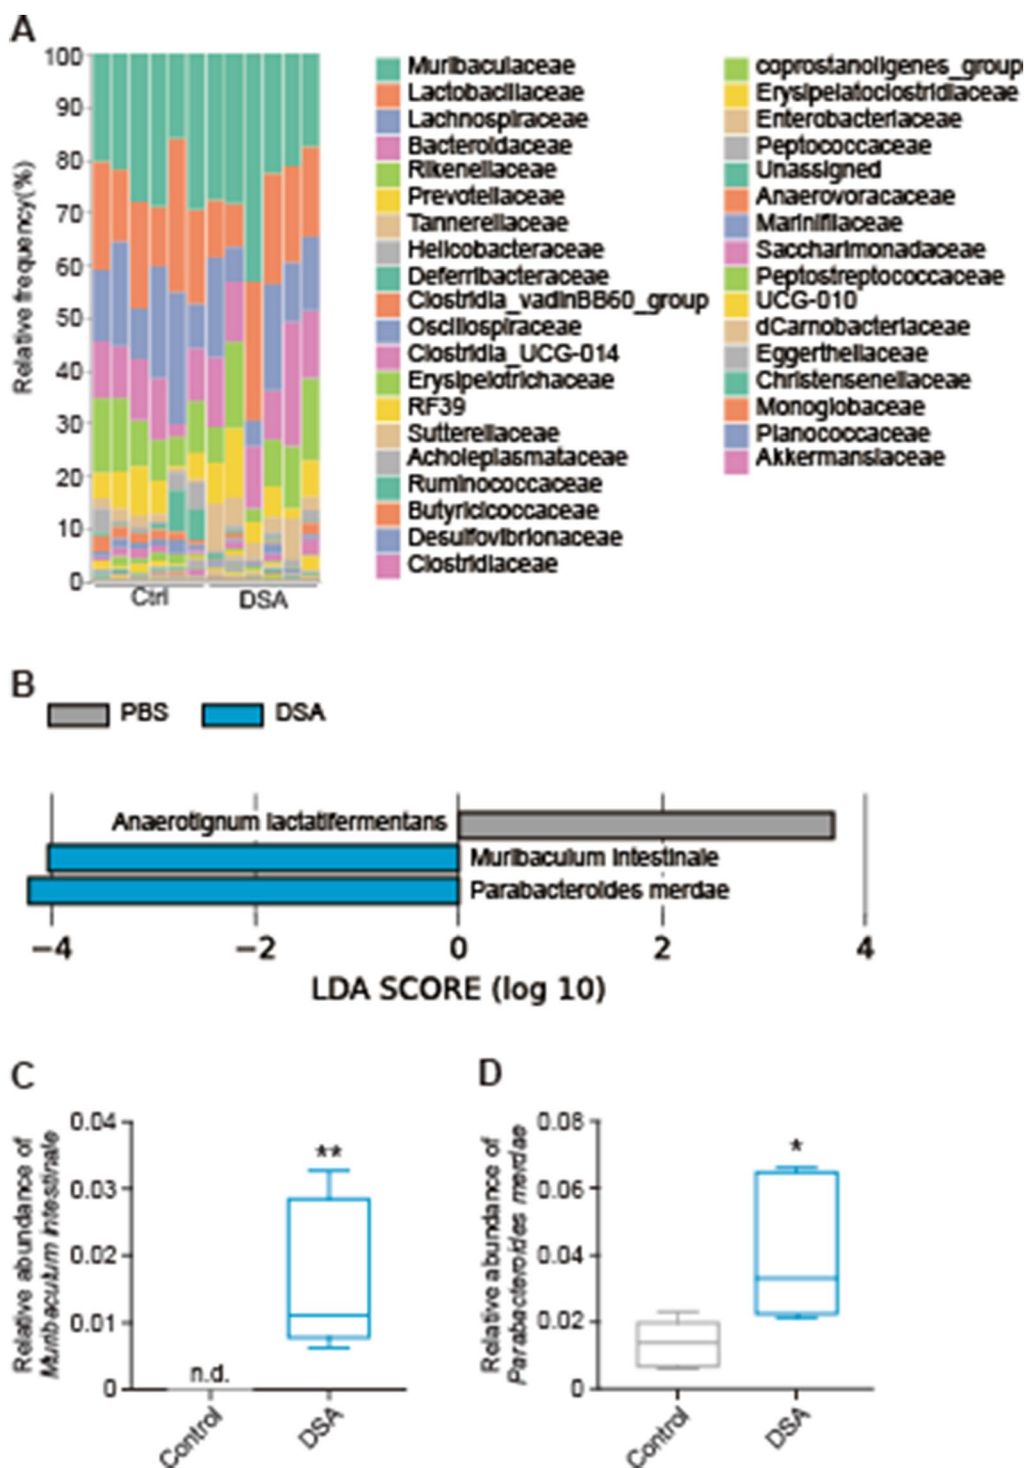 A
100
90
80
70
60
50
40
30
20
10
0
Relative frequency(%)
Ctrl
DSA
Muribaculaceae
Lactobacillaceae
Lachnospiraceae
Bacteroidaceae
Rikenellaceae
Prevotellaceae
Tannerellaceae
Helicobacteraceae
Deferribacteraceae
Clostridia_vadinBB60_group
Oscillospiraceae
Clostridia_UCG-014
Erysipelotrichaceae
RF39
Sutterellaceae
Acholeplasmataceae
Ruminococcaceae
Butyricicoccaceae
Desulfovibrionaceae
Clostridiaceae
coprostanoligenes_group
Erysipelatoclostridiaceae
Enterobacteriaceae
Peptococcaceae
Unassigned
Anaerovoracaceae
Marinifilaceae
Saccharimonadaceae
Peptostreptococcaceae
UCG-010
dCarnobacteriaceae
Eggerthellaceae
Christensenellaceae
Monoglobaceae
Planococcaceae
Akkermansiaceae
B
PBS
DSA
Anaerotignum lactatifermentans
Muribaculum intestinale
Parabacteroides merdae
−4
−2
0
2
4
LDA SCORE (log 10)
C
Relative abundance of
Muribaculum intestinale
0.04
0.03
0.02
0.01
0
**
n.d.
Control
DSA
D
Relative abundance of
Parabacteroides merdae
0.08
0.06
0.04
0.02
0
*
Control
DSA